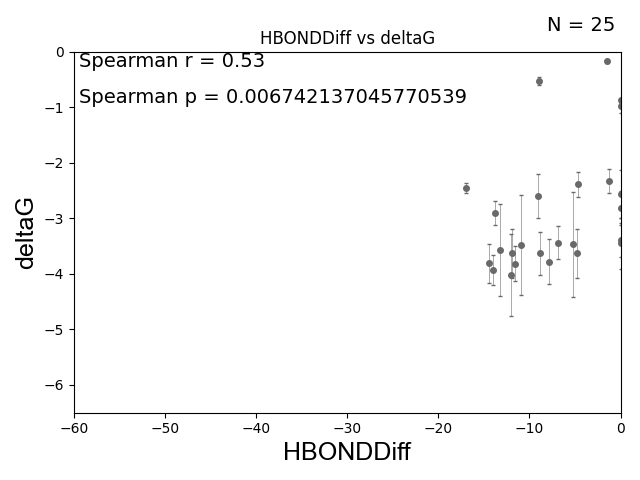 N = 25
HBONDDiff vs deltaG
Spearman r = 0.53
Spearman p = 0.006742137045770539
0
−1
−2
−3
−4
−5
−6
deltaG
−60 −50 −40 −30 −20 −10 0
HBONDDiff